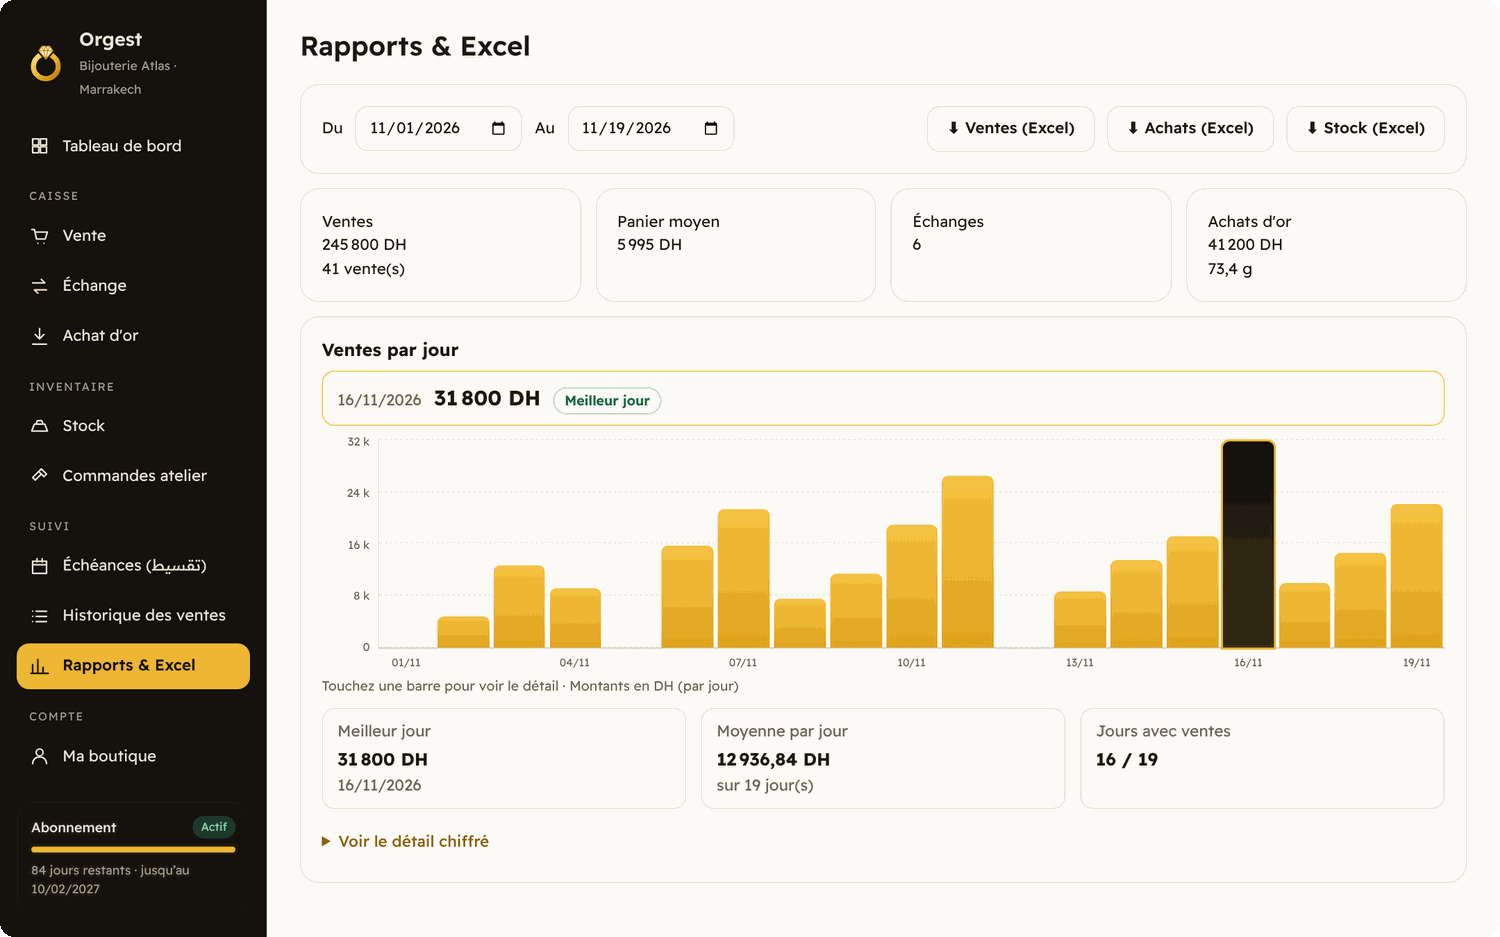 Orgest
Bijouterie Atlas ·
Marrakech
Tableau de bord
CAISSE
Vente
Échange
Achat d'or
INVENTAIRE
Stock
Commandes atelier
SUIVI
Échéances (تقسيط)
Historique des ventes
Rapports & Excel
COMPTE
Ma boutique
Abonnement Actif
84 jours restants · jusqu'au
10/02/2027
Rapports & Excel
Du 11/01/2026 Au 11/19/2026 ⬇ Ventes (Excel) ⬇ Achats (Excel) ⬇ Stock (Excel)
Ventes
245 800 DH
41 vente(s)
Panier moyen
5 995 DH
Échanges
6
Achats d'or
41 200 DH
73,4 g
Ventes par jour
16/11/2026 31 800 DH Meilleur jour
32 k
24 k
16 k
8 k
0
01/11 04/11 07/11 10/11 13/11 16/11 19/11
Touchez une barre pour voir le détail · Montants en DH (par jour)
Meilleur jour
31 800 DH
16/11/2026
Moyenne par jour
12 936,84 DH
sur 19 jour(s)
Jours avec ventes
16 / 19
▶ Voir le détail chiffré